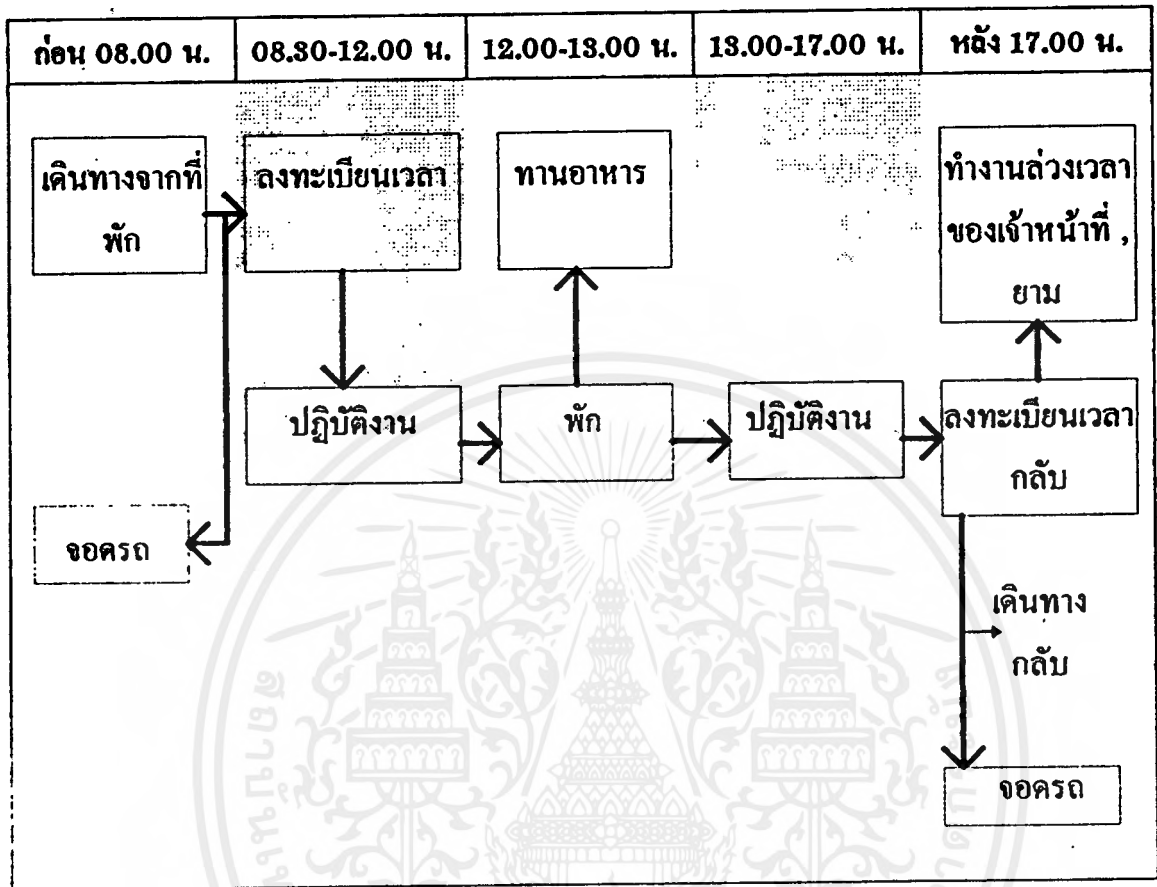 ก่อน 08.00 น.
08.30-12.00 น.
12.00-13.00 น.
13.00-17.00 น.
หลัง 17.00 น.
เดินทางจากที่
พัก
ลงทะเบียนเวลา
ทานอาหาร
ทำงานล่วงเวลา
ของเจ้าหน้าที่ ,
ยาม
ปฏิบัติงาน
พัก
ปฏิบัติงาน
ลงทะเบียนเวลา
กลับ
จอดรถ
เดินทาง
กลับ
จอดรถ